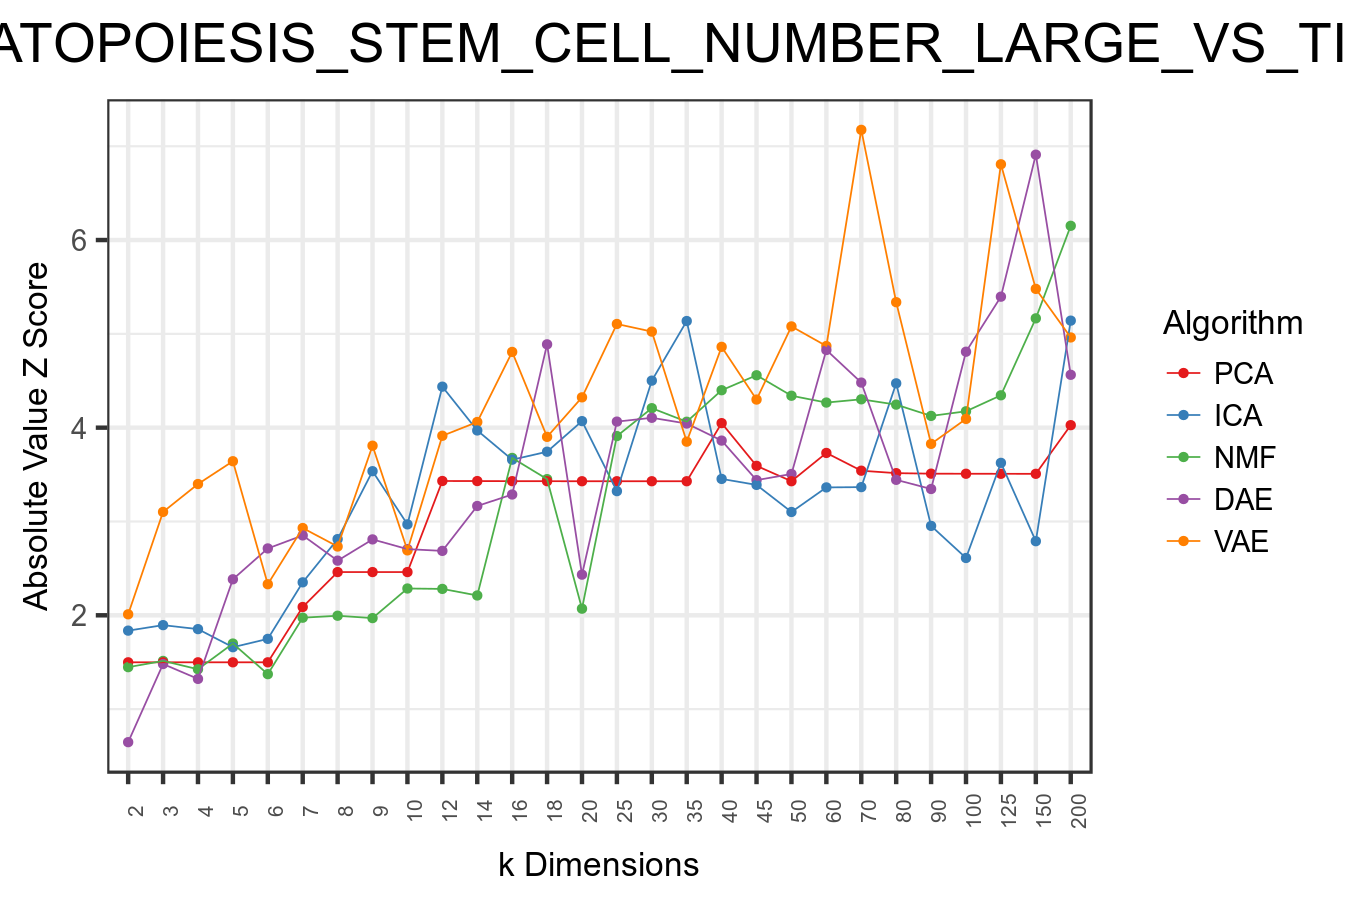 ATOPOIESIS_STEM_CELL_NUMBER_LARGE_VS_TI
Absolute Value Z Score
6
4
2
2 3 4 5 6 7 8 9 10 12 14 16 18 20 25 30 35 40 45 50 60 70 80 90 100 125 150 200
k Dimensions
Algorithm
PCA
ICA
NMF
DAE
VAE